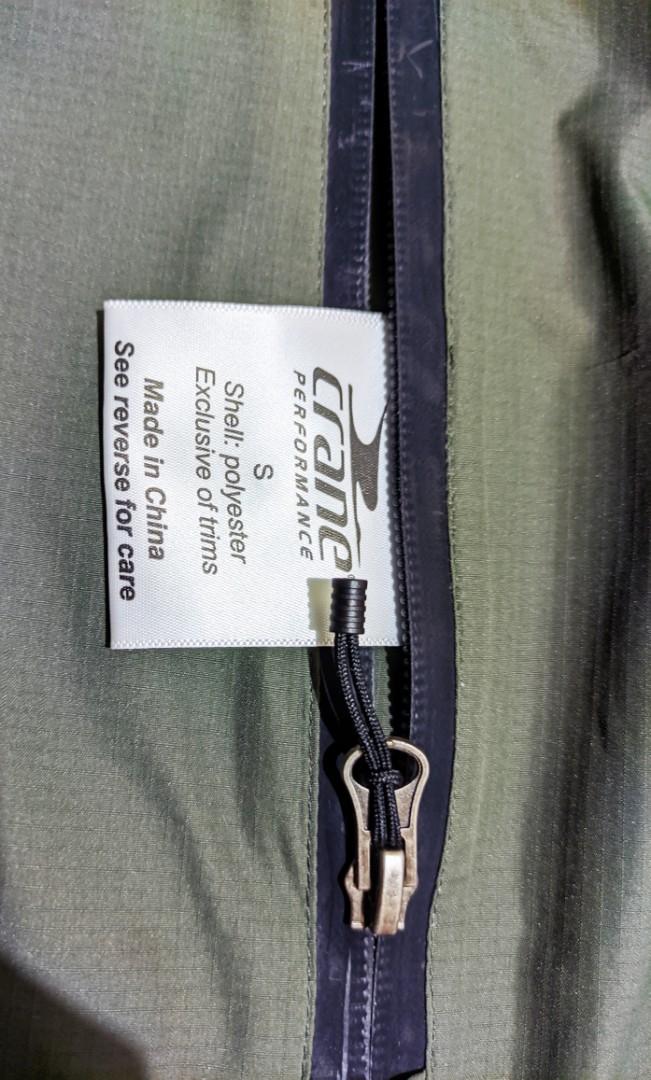 crane
PERFORMANCE
S
Shell: polyester
Exclusive of trims
Made in China
See reverse for care